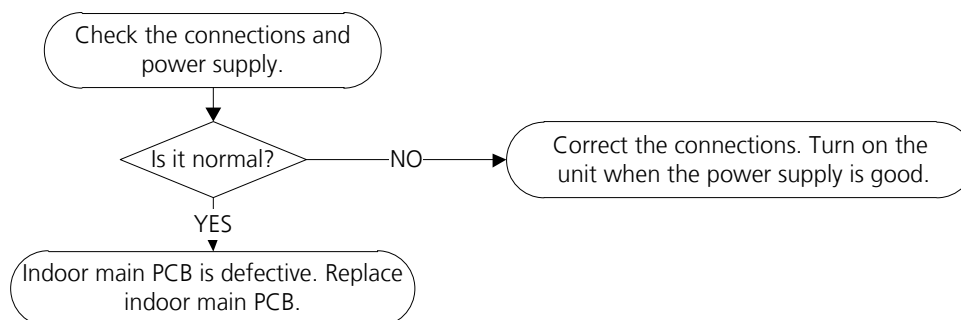 Check the connections and
power supply.
Is it normal?
NO
Correct the connections. Turn on the
unit when the power supply is good.
YES
Indoor main PCB is defective. Replace
indoor main PCB.